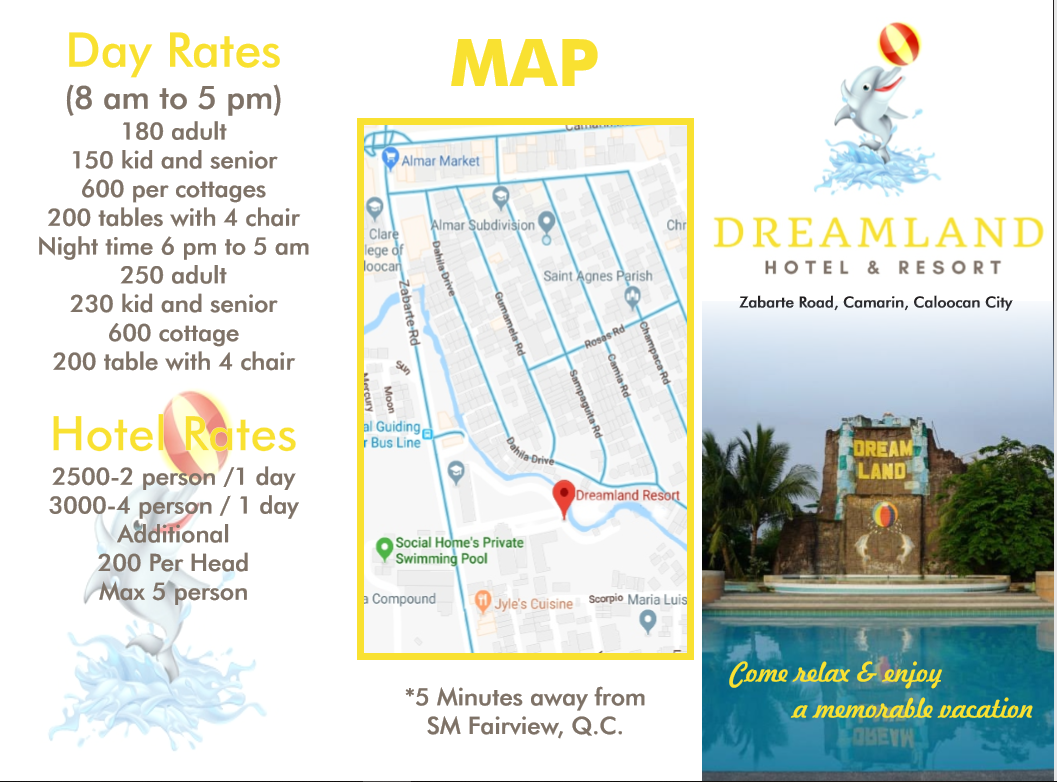 Day Rates
(8 am to 5 pm)
180 adult
150 kid and senior
600 per cottages
200 tables with 4 chair
Night time 6 pm to 5 am
250 adult
230 kid and senior
600 cottage
200 table with 4 chair
Hotel Rates
2500-2 person /1 day
3000-4 person / 1 day
Additional
200 Per Head
Max 5 person
MAP
Almar Market
Almar Subdivision
Clare
lege of
loocan
Chr
Saint Agnes Parish
Zabarte Rd
Dahlia Drive
Gumamela Rd
Rosas Rd
Champaca Rd
Camia Rd
Sampaguita Rd
Sun
Moon
Mercury
al Guiding
r Bus Line
Dahlia Drive
Dreamland Resort
Social Home's Private
Swimming Pool
a Compound
Jyle's Cuisine
Scorpio
Maria Luis
*5 Minutes away from
SM Fairview, Q.C.
DREAMLAND
HOTEL & RESORT
Zabarte Road, Camarin, Caloocan City
DREAM
LAND
Come relax & enjoy
a memorable vacation